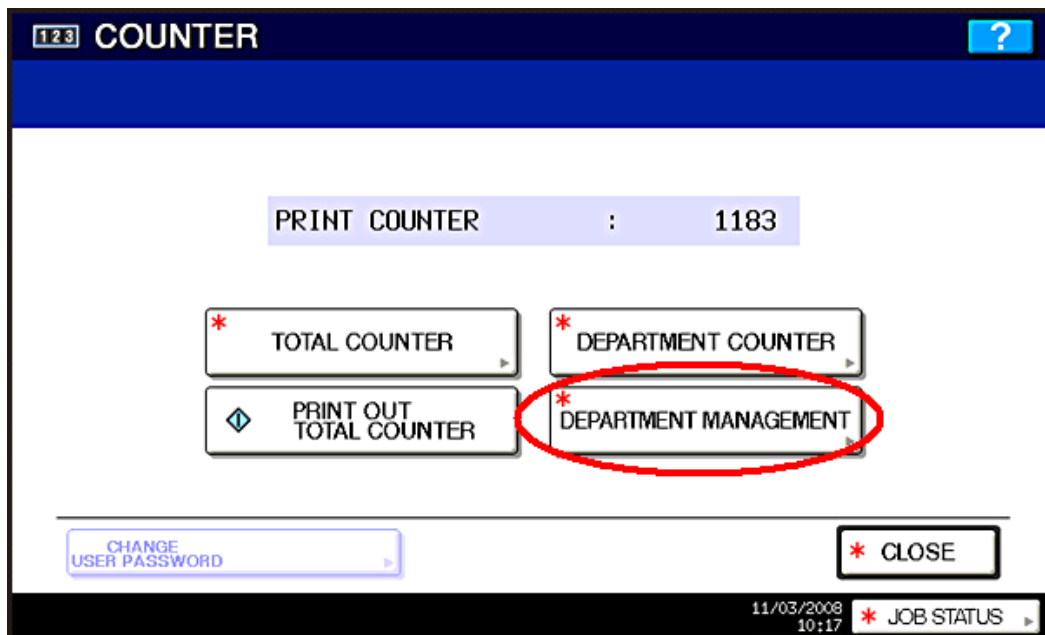 123 COUNTER ?
PRINT COUNTER : 1183
* TOTAL COUNTER
* DEPARTMENT COUNTER
PRINT OUT
TOTAL COUNTER
* DEPARTMENT MANAGEMENT
CHANGE
USER PASSWORD
* CLOSE
11/03/2008
10:17
* JOB STATUS